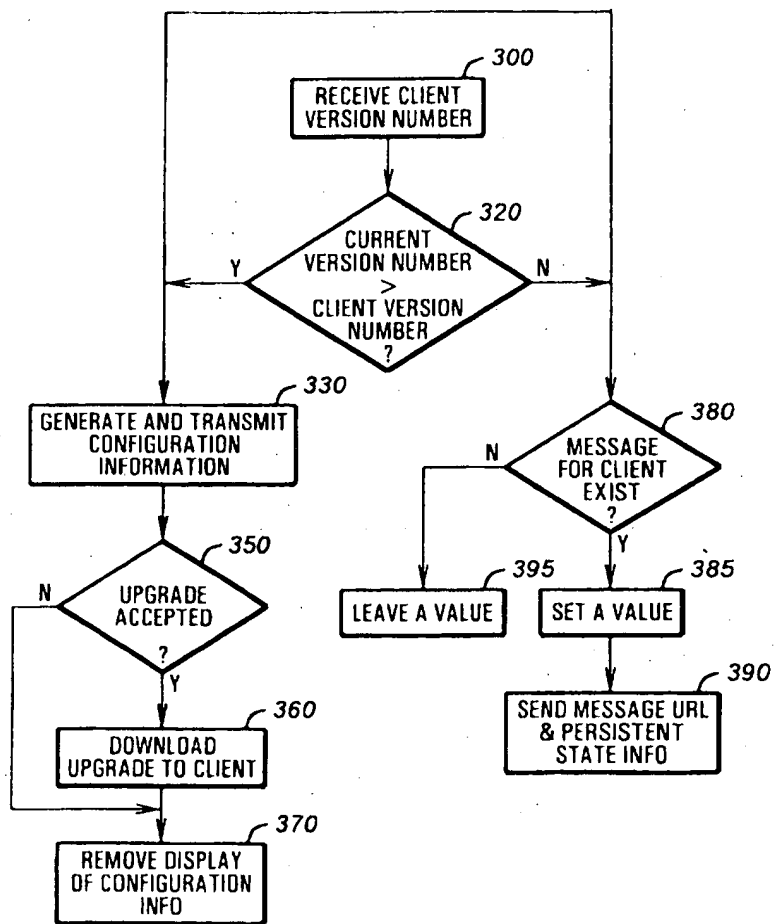 300
RECEIVE CLIENT
VERSION NUMBER
320
CURRENT
VERSION NUMBER
>
CLIENT VERSION
NUMBER
?
Y
N
330
GENERATE AND TRANSMIT
CONFIGURATION
INFORMATION
380
MESSAGE
FOR CLIENT
EXIST
?
N
Y
350
UPGRADE
ACCEPTED
?
N
Y
395
LEAVE A VALUE
385
SET A VALUE
360
DOWNLOAD
UPGRADE TO CLIENT
390
SEND MESSAGE URL
& PERSISTENT
STATE INFO
370
REMOVE DISPLAY
OF CONFIGURATION
INFO